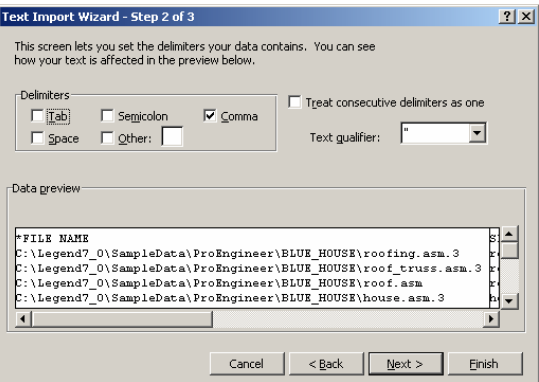 Text Import Wizard - Step 2 of 3
This screen lets you set the delimiters your data contains. You can see
how your text is affected in the preview below.
Delimiters
Tab Semicolon Comma
Space Other:
Treat consecutive delimiters as one
Text qualifier: "
Data preview
*FILE NAME
C:\Legend7_0\SampleData\ProEngineer\BLUE_HOUSE\roofing.asm.3
C:\Legend7_0\SampleData\ProEngineer\BLUE_HOUSE\roof_truss.asm.3
C:\Legend7_0\SampleData\ProEngineer\BLUE_HOUSE\roof.asm
C:\Legend7_0\SampleData\ProEngineer\BLUE_HOUSE\house.asm.3
Cancel < Back Next > Finish